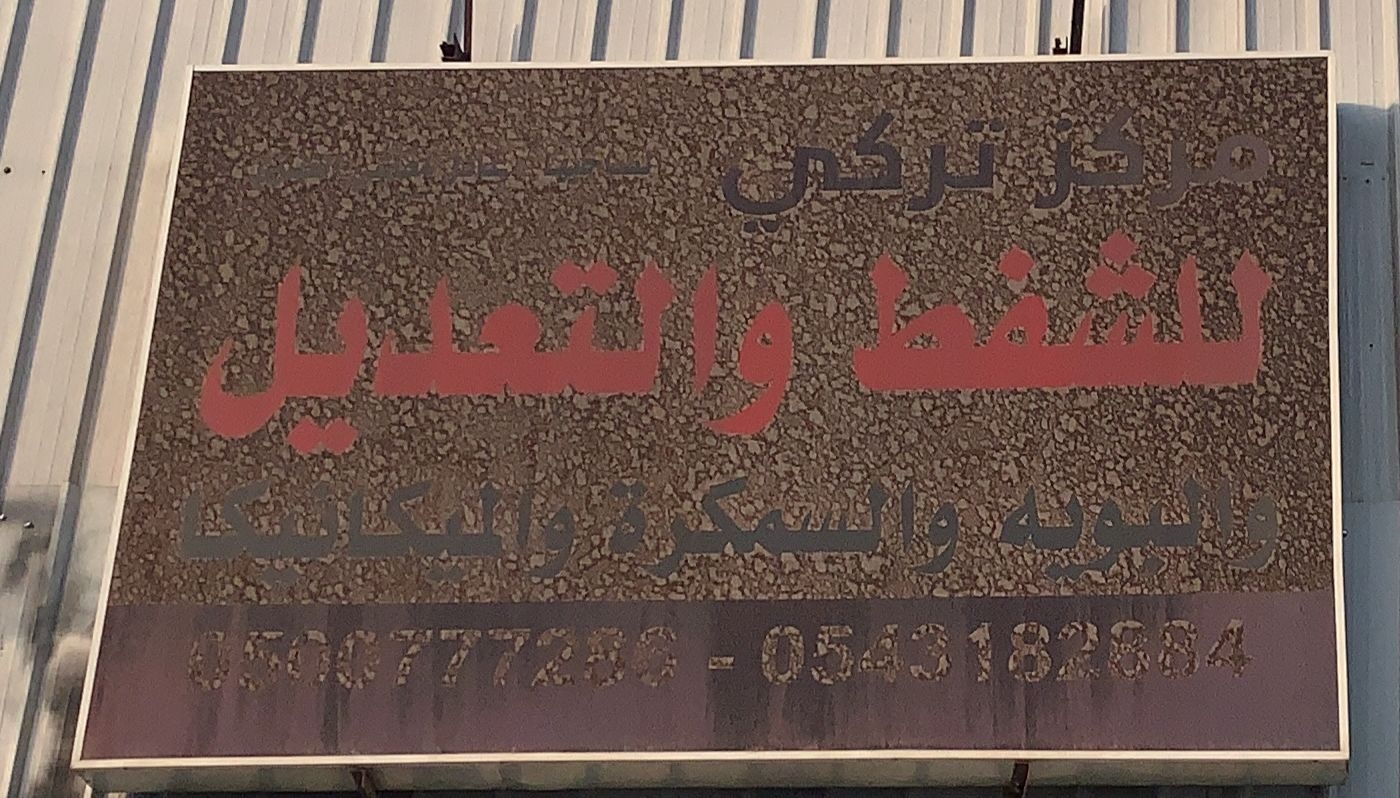 مركز تركي
للشفط والتعديل
والبويه والسمكرة والميكانيكا
0500777286 - 0543182884